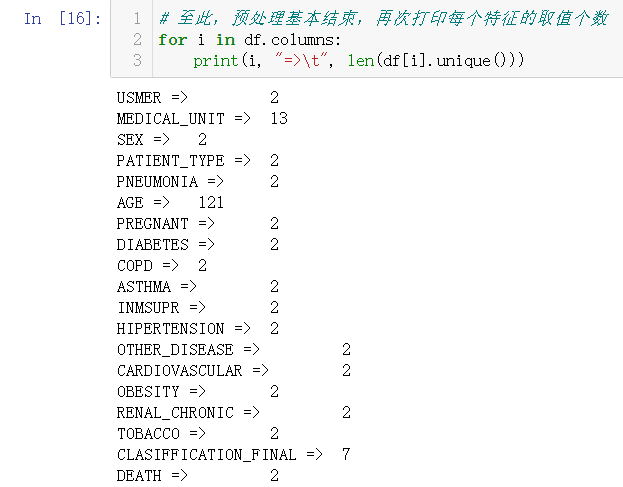 In [16]:
1 # 至此，预处理基本结束，再次打印每个特征的取值个数
2 for i in df.columns:
3     print(i, "=>\t", len(df[i].unique()))
USMER => 2
MEDICAL_UNIT => 13
SEX => 2
PATIENT_TYPE => 2
PNEUMONIA => 2
AGE => 121
PREGNANT => 2
DIABETES => 2
COPD => 2
ASTHMA => 2
INMSUPR => 2
HIPERTENSION => 2
OTHER_DISEASE => 2
CARDIOVASCULAR => 2
OBESITY => 2
RENAL_CHRONIC => 2
TOBACCO => 2
CLASIFFICATION_FINAL => 7
DEATH => 2